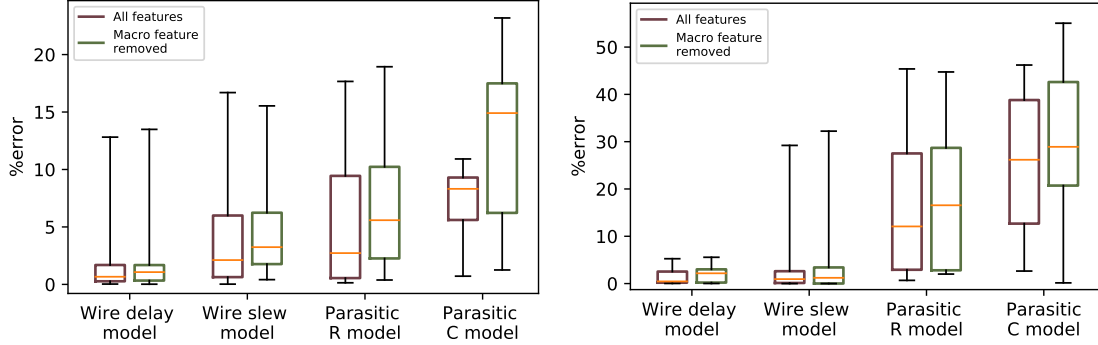 All features
Macro feature
removed
%error
20
15
10
5
0
Wire delay
model
Wire slew
model
Parasitic
R model
Parasitic
C model
All features
Macro feature
removed
%error
50
40
30
20
10
0
Wire delay
model
Wire slew
model
Parasitic
R model
Parasitic
C model